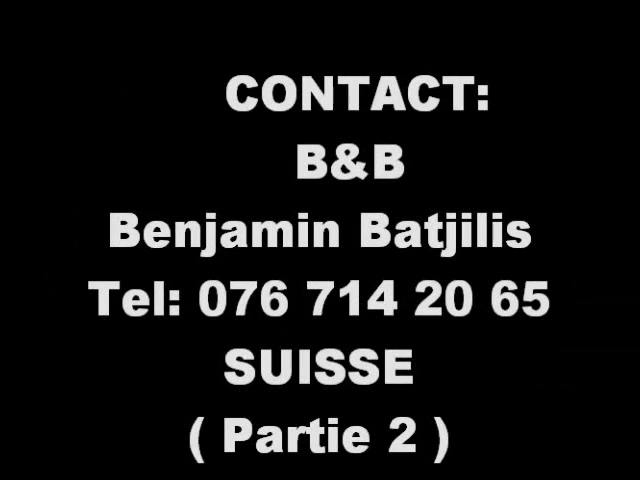 CONTACT:
B&B
Benjamin Batjilis
Tel: 076 714 20 65
SUISSE
( Partie 2 )